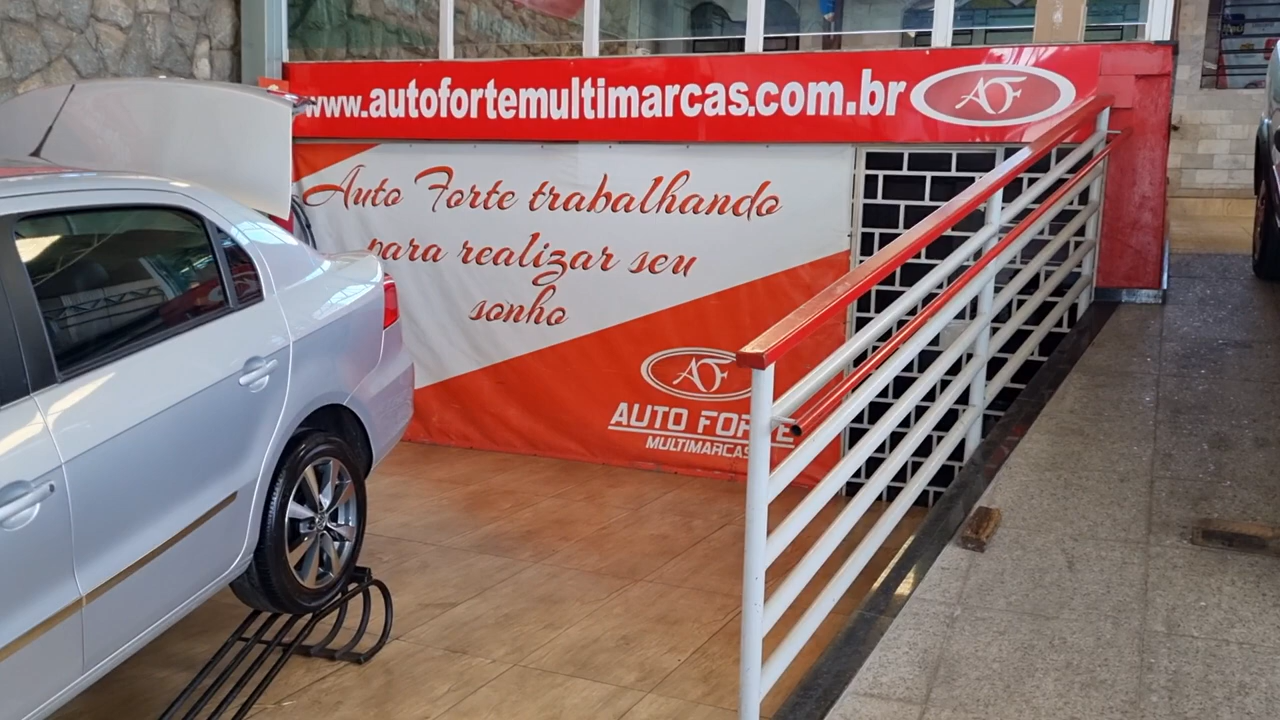 www.autofortemultimarcas.com.br AF
Auto Forte trabalhando
para realizar seu
sonho
AF
AUTO FORTE
MULTIMARCAS